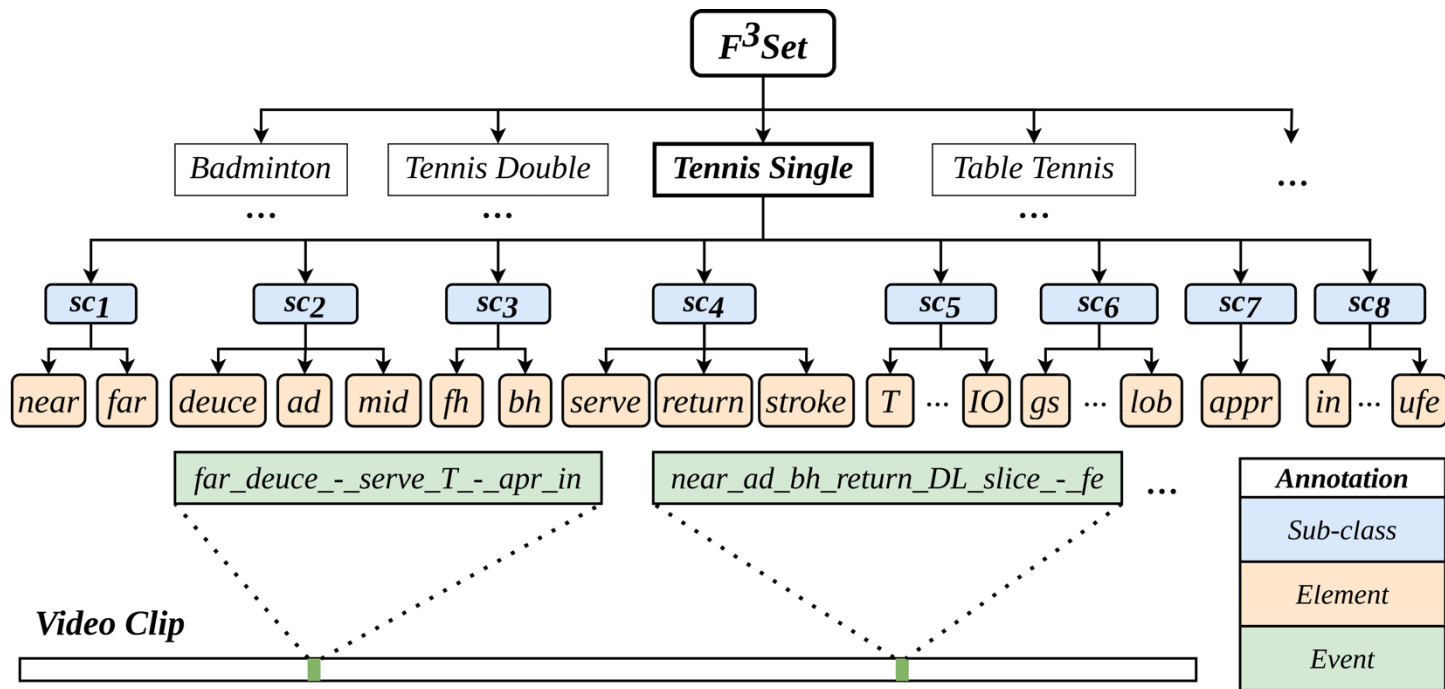 F³Set
Badminton
Tennis Double
Tennis Single
Table Tennis
...
...
...
...
sc₁
sc₂
sc₃
sc₄
sc₅
sc₆
sc₇
sc₈
near
far
deuce
ad
mid
fh
bh
serve
return
stroke
T
...
IO
gs
...
lob
appr
in
...
ufe
far_deuce_-_serve_T_-_apr_in
near_ad_bh_return_DL_slice_-_fe
...
Annotation
Sub-class
Element
Event
Video Clip